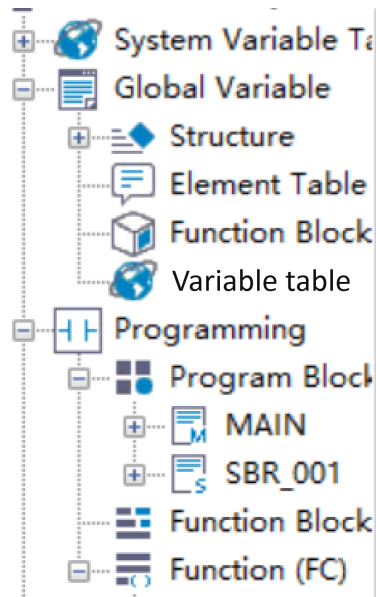 System Variable Ta
Global Variable
Structure
Element Table
Function Block
Variable table
Programming
Program Block
MAIN
SBR_001
Function Block
Function (FC)